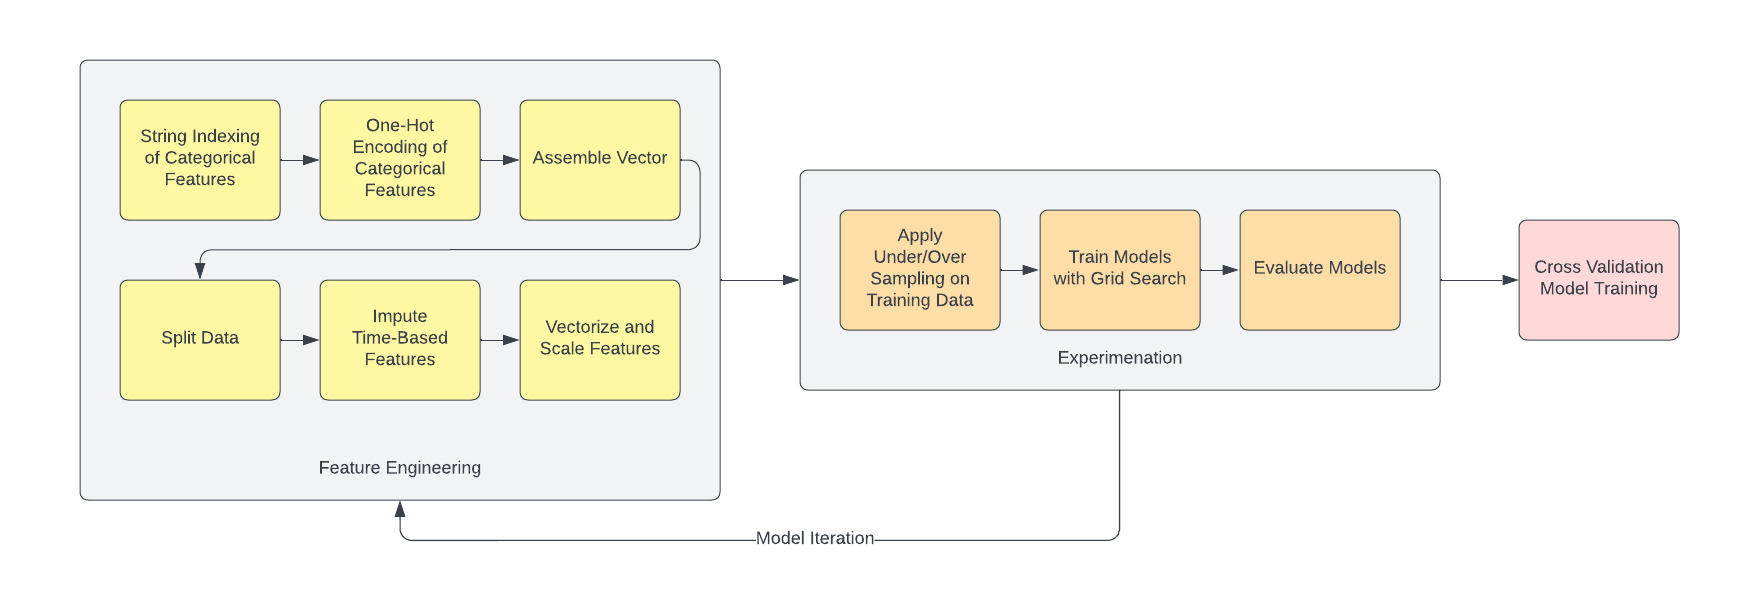 String Indexing
of Categorical
Features
One-Hot
Encoding of
Categorical
Features
Assemble Vector
Split Data
Impute
Time-Based
Features
Vectorize and
Scale Features
Feature Engineering
Apply
Under/Over
Sampling on
Training Data
Train Models
with Grid Search
Evaluate Models
Experimenation
Cross Validation
Model Training
Model Iteration